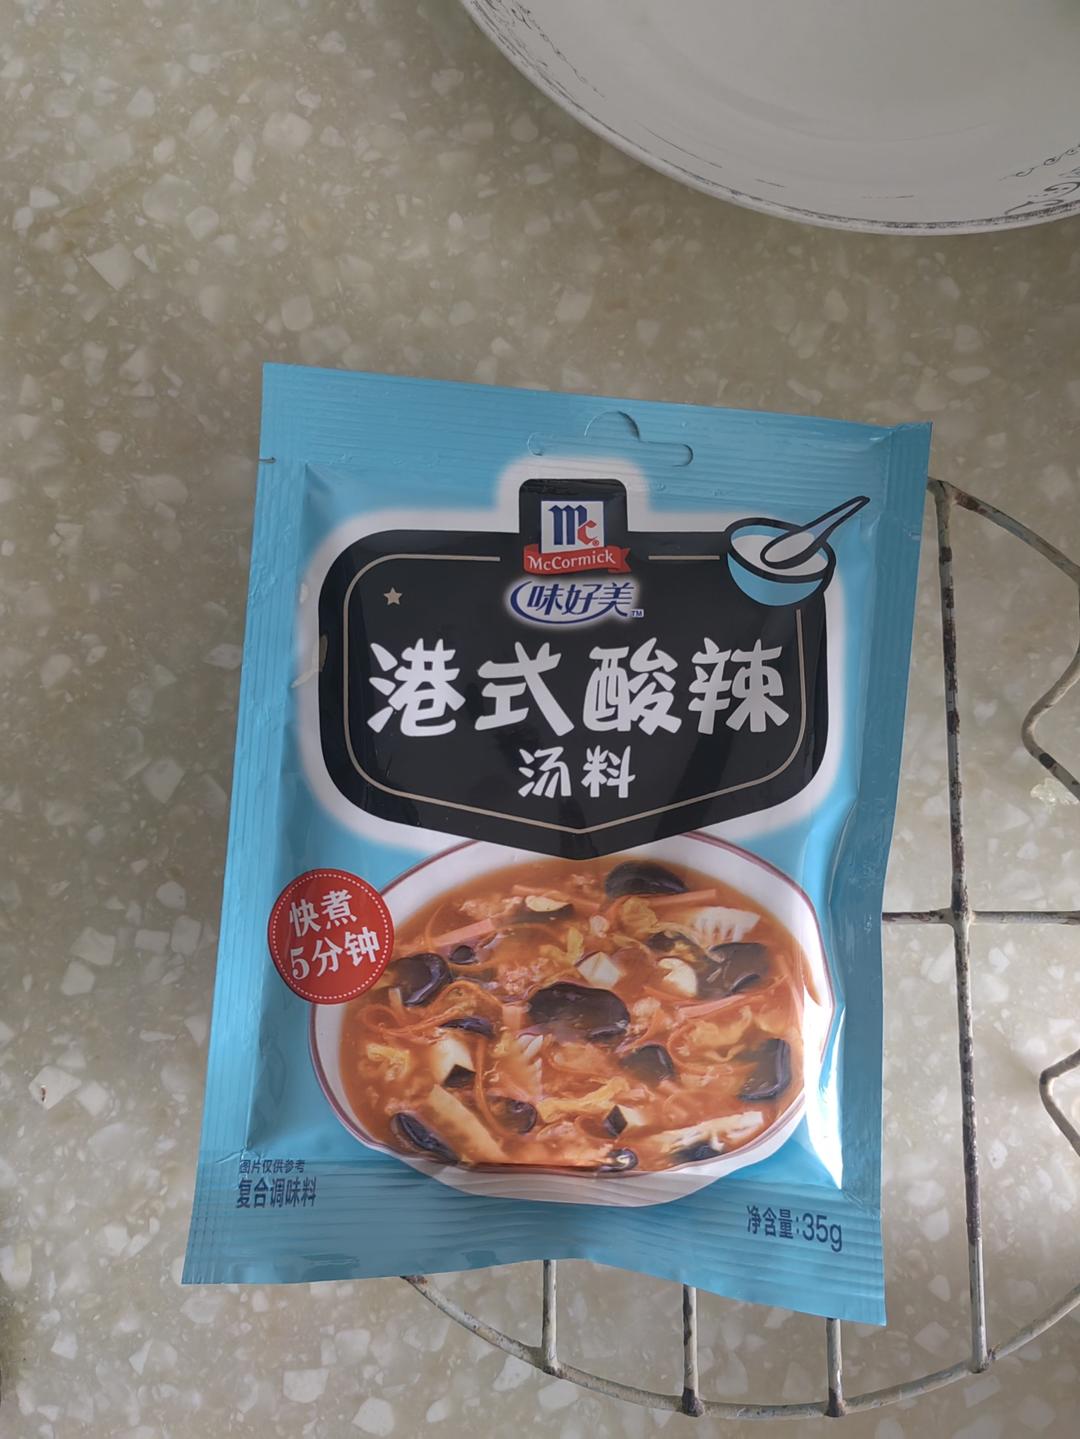 Mc
McCormick
味好美™
港式酸辣
汤料
快煮
5分钟
图片仅供参考
复合调味料
净含量:35g